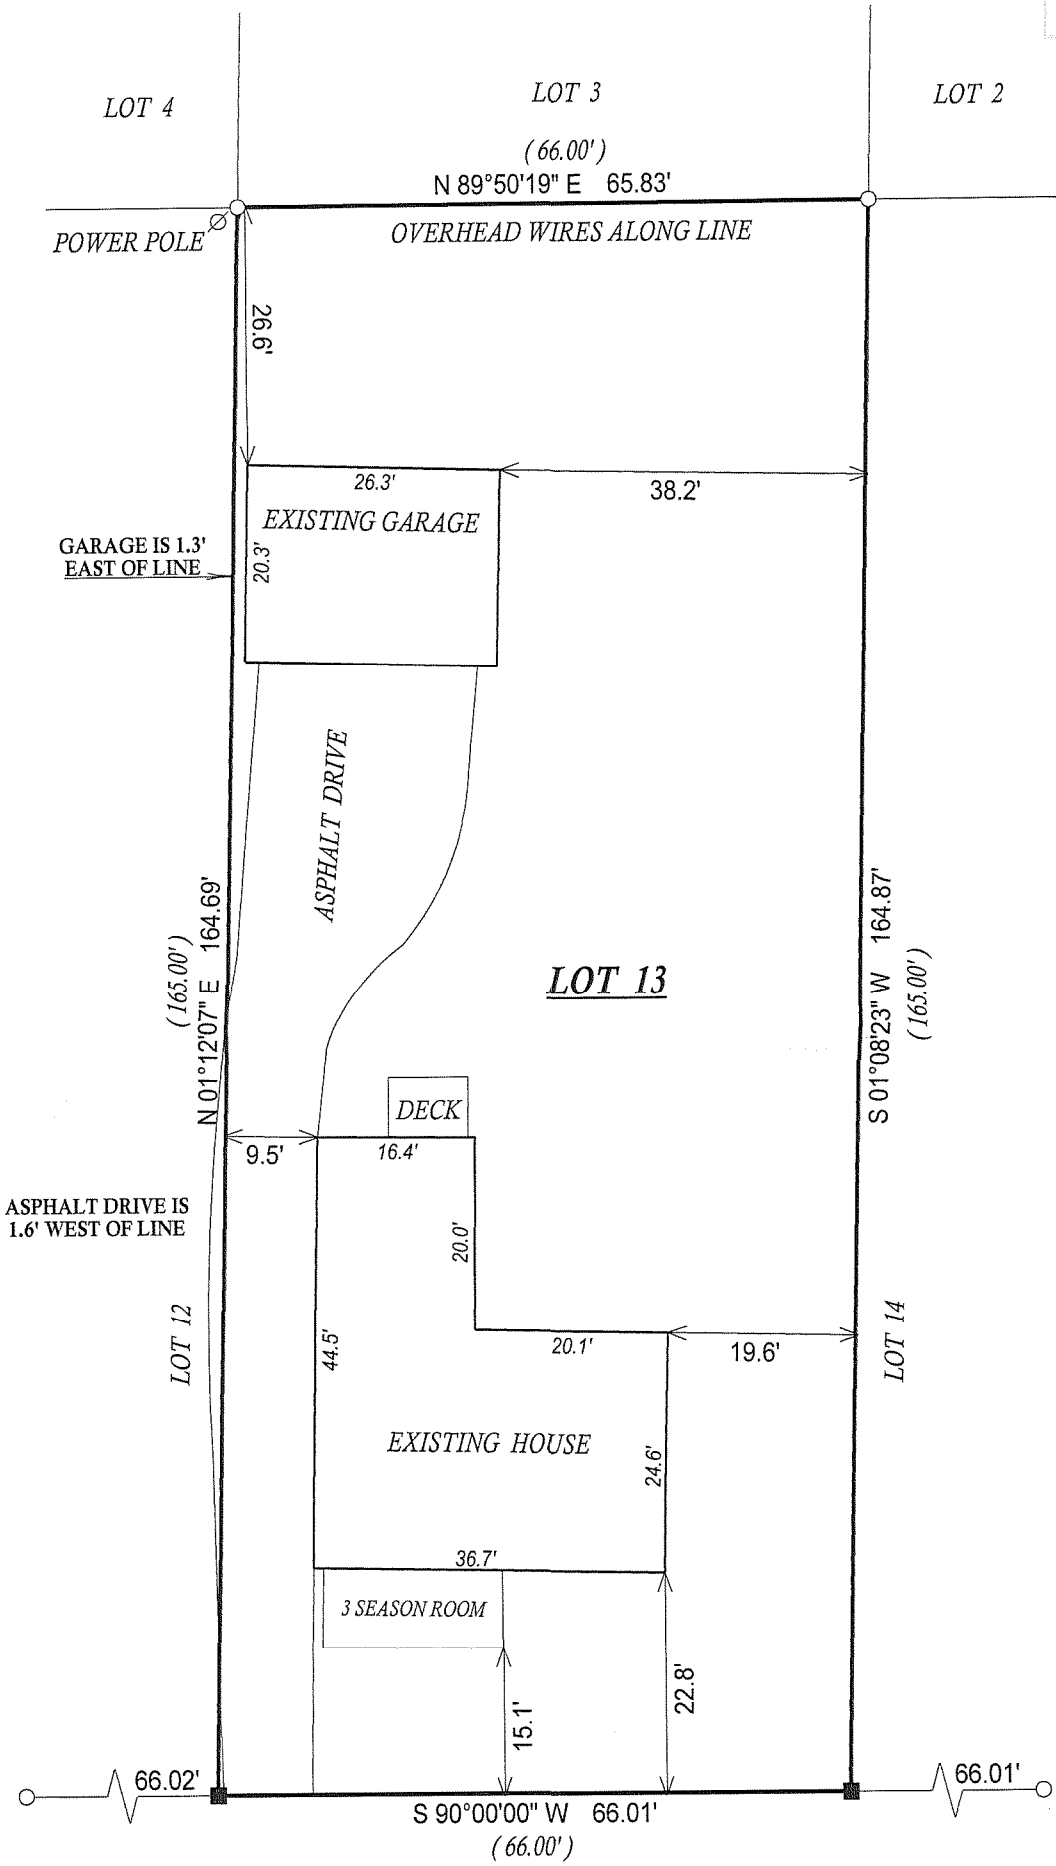 LOT 4
LOT 3
LOT 2
(66.00')
N 89°50'19" E 65.83'
POWER POLE
OVERHEAD WIRES ALONG LINE
26.6'
26.3'
38.2'
EXISTING GARAGE
GARAGE IS 1.3'
EAST OF LINE
20.3'
ASPHALT DRIVE
N 01°12'07" E 164.69'
(165.00')
S 01°08'23" W 164.87'
(165.00')
LOT 13
DECK
9.5'
16.4'
ASPHALT DRIVE IS
1.6' WEST OF LINE
20.0'
LOT 12
44.5'
20.1'
19.6'
LOT 14
EXISTING HOUSE
24.6'
36.7'
3 SEASON ROOM
22.8'
15.1'
66.02'
66.01'
S 90°00'00" W 66.01'
(66.00')